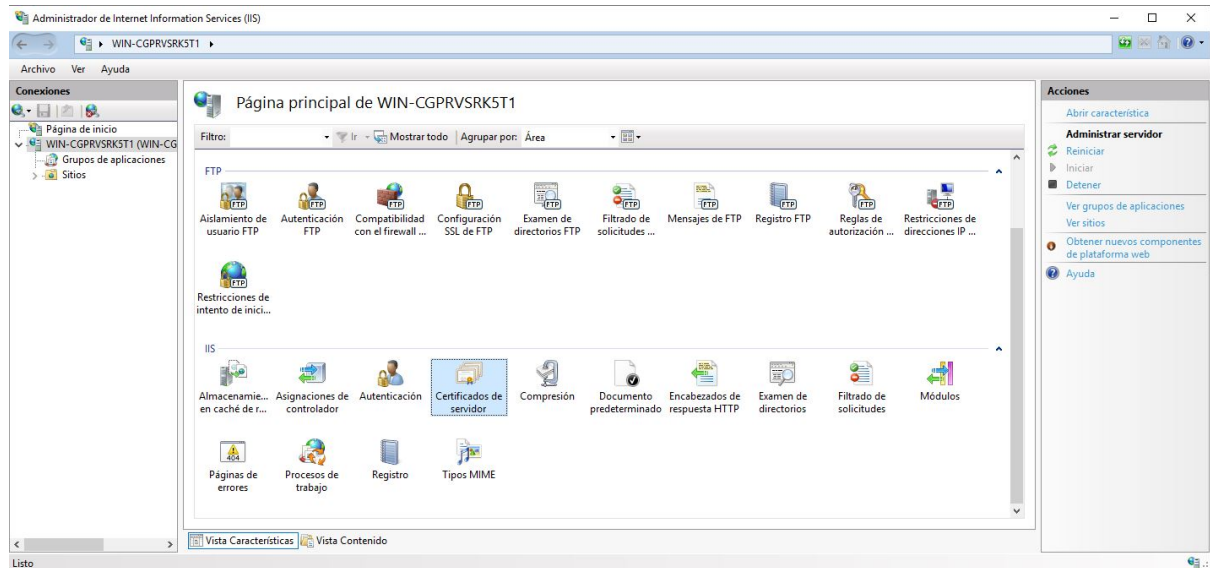 Administrador de Internet Information Services (IIS)
WIN-CGPRVSRK5T1
Archivo Ver Ayuda
Conexiones
Página de inicio
WIN-CGPRVSRK5T1 (WIN-CG
Grupos de aplicaciones
Sitios
Página principal de WIN-CGPRVSRK5T1
Filtro: Ir Mostrar todo Agrupar por: Área
FTP
Aislamiento de
usuario FTP
Autenticación
FTP
Compatibilidad
con el firewall ...
Configuración
SSL de FTP
Examen de
directorios FTP
Filtrado de
solicitudes ...
Mensajes de FTP
Registro FTP
Reglas de
autorización ...
Restricciones de
direcciones IP ...
Restricciones de
intento de inici...
IIS
Almacenamie...
en caché de r...
Asignaciones de
controlador
Autenticación
Certificados de
servidor
Compresión
Documento
predeterminado
Encabezados de
respuesta HTTP
Examen de
directorios
Filtrado de
solicitudes
Módulos
404
Páginas de
errores
Procesos de
trabajo
Registro
Tipos MIME
Vista Características Vista Contenido
Acciones
Abrir característica
Administrar servidor
Reiniciar
Iniciar
Detener
Ver grupos de aplicaciones
Ver sitios
Obtener nuevos componentes
de plataforma web
Ayuda
Listo